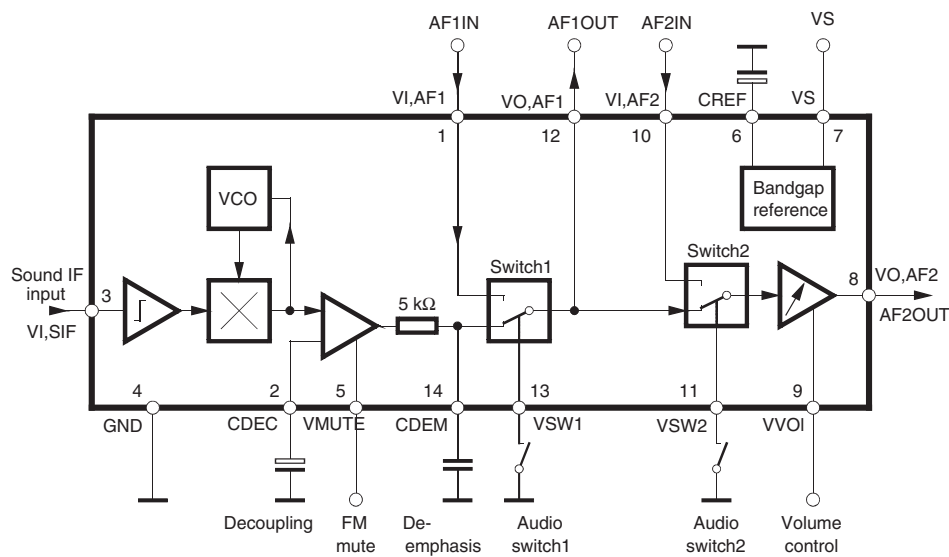 AF1IN
AF1OUT
AF2IN
VS
VI,AF1
VO,AF1
VI,AF2
CREF
VS
1
12
10
6
7
VCO
Bandgap
reference
Sound IF
input
3
VI,SIF
5 kΩ
Switch1
Switch2
8
VO,AF2
AF2OUT
4
2
5
14
13
11
9
GND
CDEC
VMUTE
CDEM
VSW1
VSW2
VVOl
Decoupling
FM
mute
De-
emphasis
Audio
switch1
Audio
switch2
Volume
control